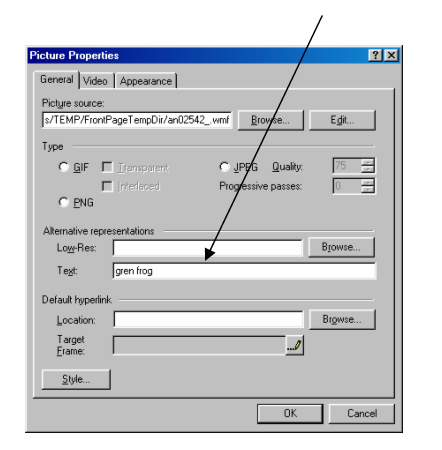 Picture Properties
General Video Appearance
Picture source:
s/TEMP/FrontPageTempDir/an02542_.wmf Browse... Edit...
Type
GIF Transparent JPEG Quality: 75
Interlaced Progressive passes: 0
PNG
Alternative representations
Low-Res: Browse...
Text: gren frog
Default hyperlink
Location: Browse...
Target
Frame: ...
Style...
OK Cancel